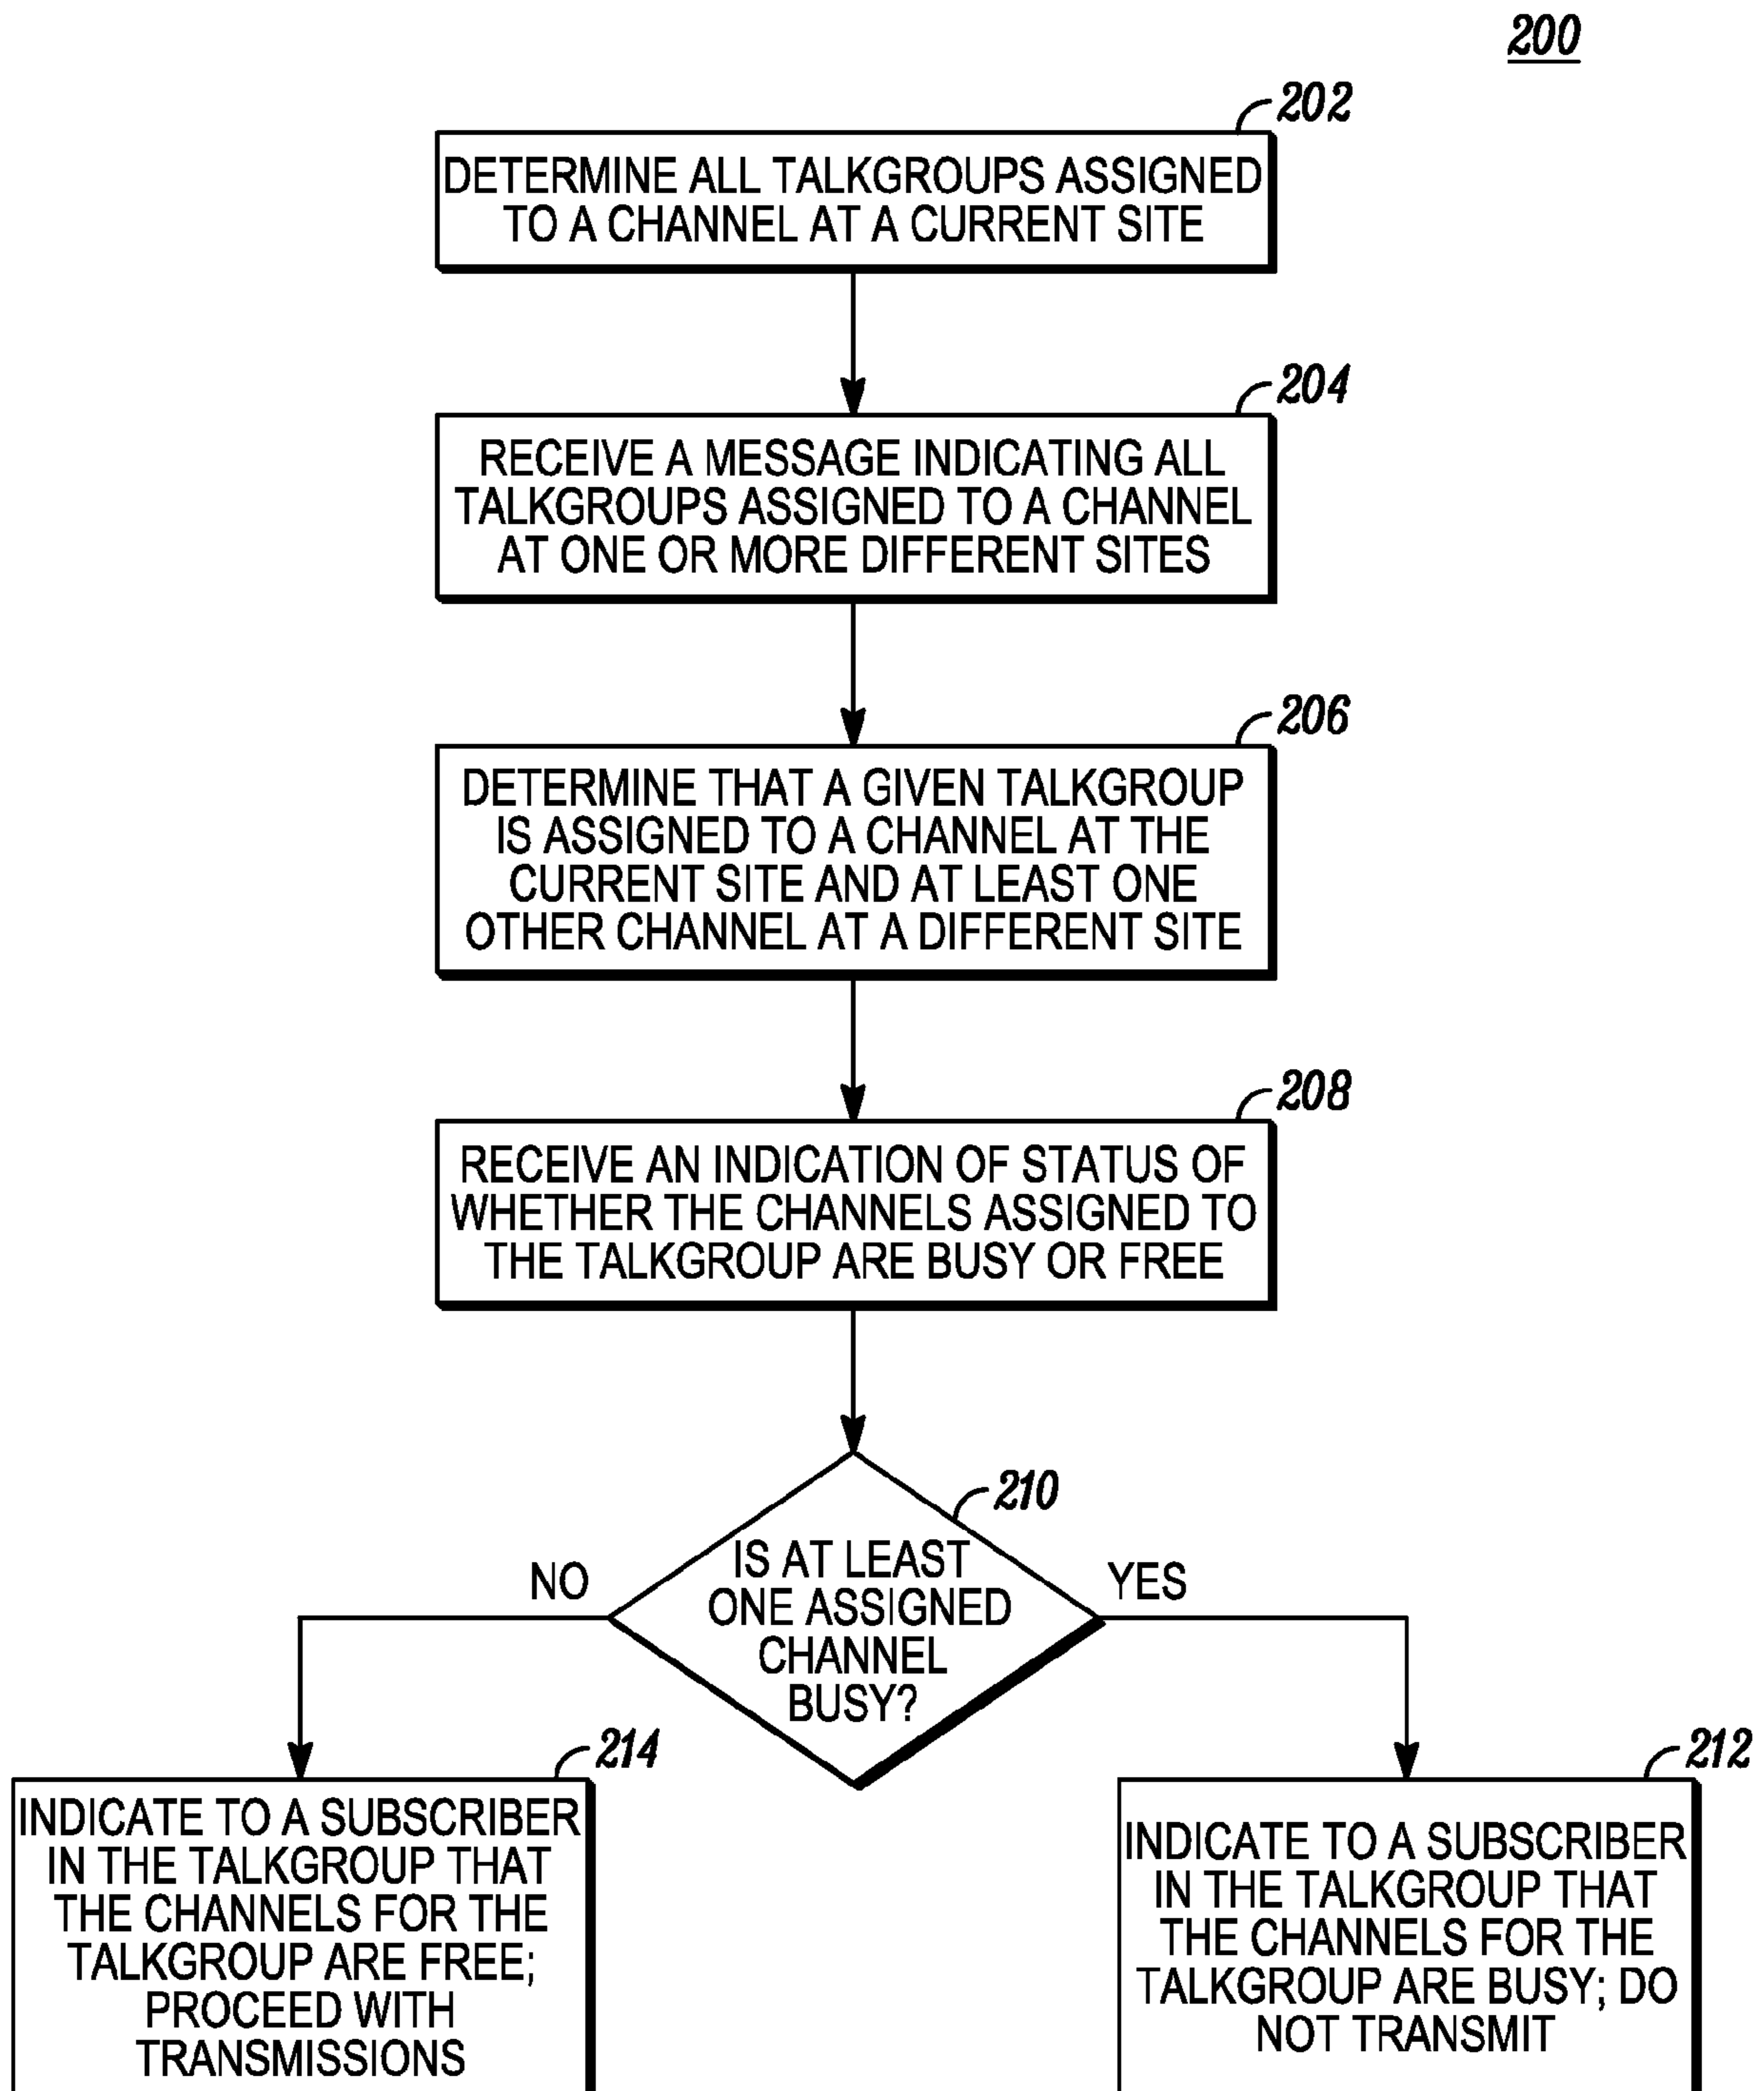 200
202
DETERMINE ALL TALKGROUPS ASSIGNED
TO A CHANNEL AT A CURRENT SITE
204
RECEIVE A MESSAGE INDICATING ALL
TALKGROUPS ASSIGNED TO A CHANNEL
AT ONE OR MORE DIFFERENT SITES
206
DETERMINE THAT A GIVEN TALKGROUP
IS ASSIGNED TO A CHANNEL AT THE
CURRENT SITE AND AT LEAST ONE
OTHER CHANNEL AT A DIFFERENT SITE
208
RECEIVE AN INDICATION OF STATUS OF
WHETHER THE CHANNELS ASSIGNED TO
THE TALKGROUP ARE BUSY OR FREE
210
IS AT LEAST
ONE ASSIGNED
CHANNEL
BUSY?
NO
YES
214
INDICATE TO A SUBSCRIBER
IN THE TALKGROUP THAT
THE CHANNELS FOR THE
TALKGROUP ARE FREE;
PROCEED WITH
TRANSMISSIONS
212
INDICATE TO A SUBSCRIBER
IN THE TALKGROUP THAT
THE CHANNELS FOR THE
TALKGROUP ARE BUSY; DO
NOT TRANSMIT